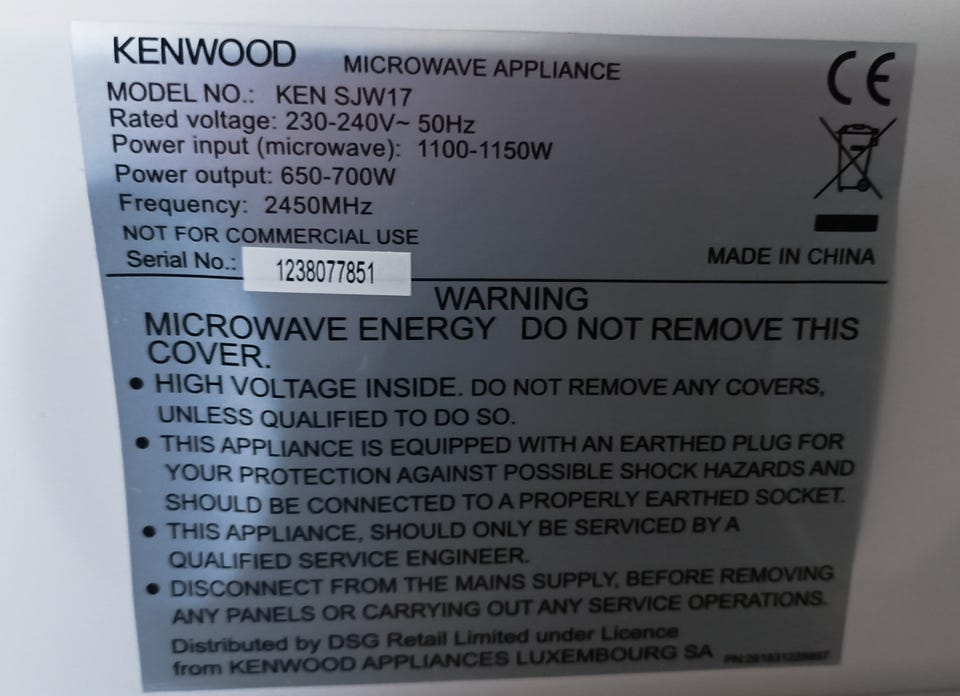 KENWOOD MICROWAVE APPLIANCE
MODEL NO.: KEN SJW17
Rated voltage: 230-240V~ 50Hz
Power input (microwave): 1100-1150W
Power output: 650-700W
Frequency: 2450MHz
NOT FOR COMMERCIAL USE
Serial No.: 1238077851
CE
MADE IN CHINA
WARNING
MICROWAVE ENERGY DO NOT REMOVE THIS
COVER.
• HIGH VOLTAGE INSIDE. DO NOT REMOVE ANY COVERS,
UNLESS QUALIFIED TO DO SO.
• THIS APPLIANCE IS EQUIPPED WITH AN EARTHED PLUG FOR
YOUR PROTECTION AGAINST POSSIBLE SHOCK HAZARDS AND
SHOULD BE CONNECTED TO A PROPERLY EARTHED SOCKET.
• THIS APPLIANCE, SHOULD ONLY BE SERVICED BY A
QUALIFIED SERVICE ENGINEER.
• DISCONNECT FROM THE MAINS SUPPLY, BEFORE REMOVING
ANY PANELS OR CARRYING OUT ANY SERVICE OPERATIONS.
Distributed by DSG Retail Limited under Licence
from KENWOOD APPLIANCES LUXEMBOURG SA